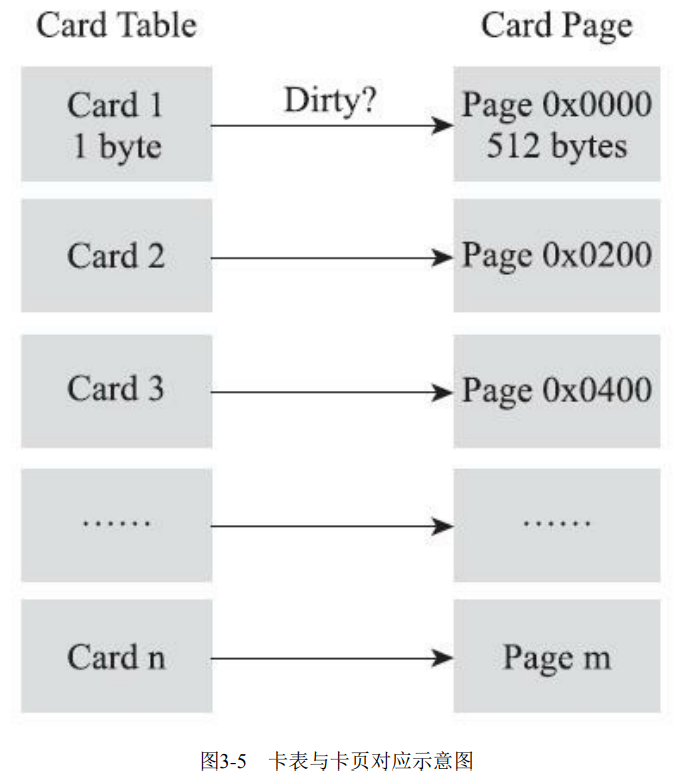 Card Table
Card Page
Card 1
1 byte
Dirty?
Page 0x0000
512 bytes
Card 2
Page 0x0200
Card 3
Page 0x0400
……
……
Card n
Page m
图3-5 卡表与卡页对应示意图